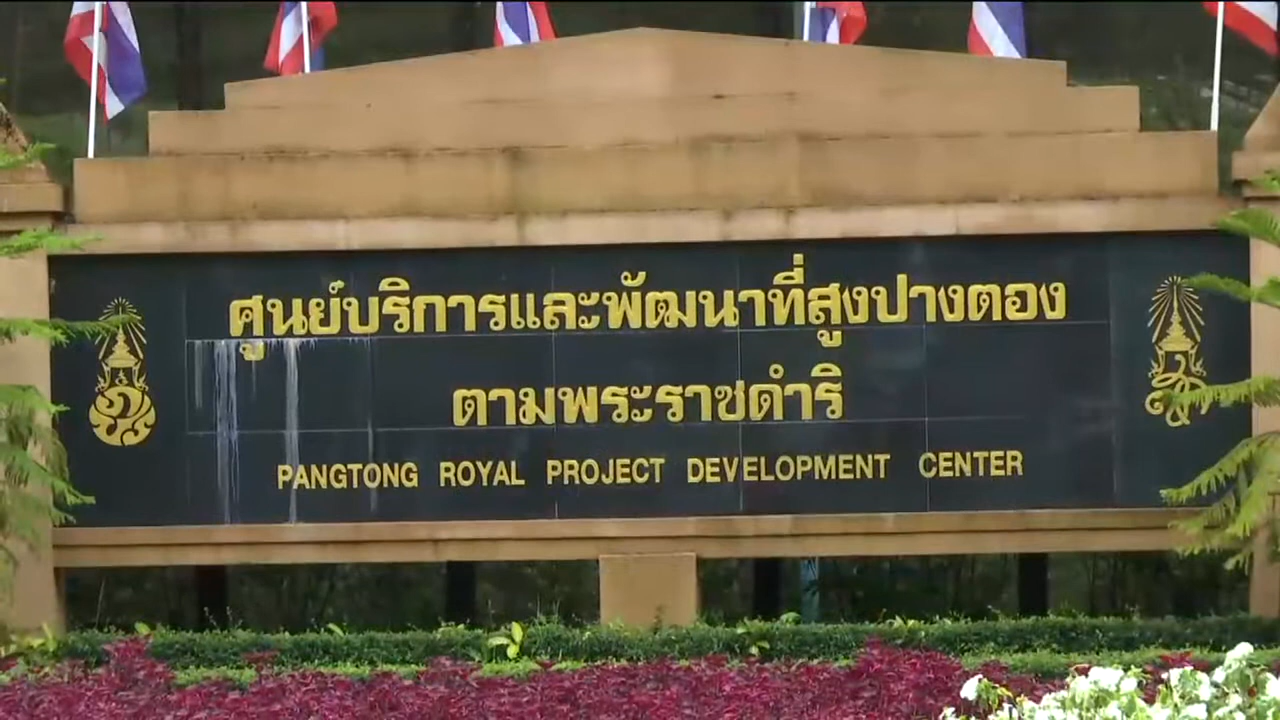 ศูนย์บริการและพัฒนาที่สูงปางตอง
ตามพระราชดำริ
PANGTONG ROYAL PROJECT DEVELOPMENT CENTER